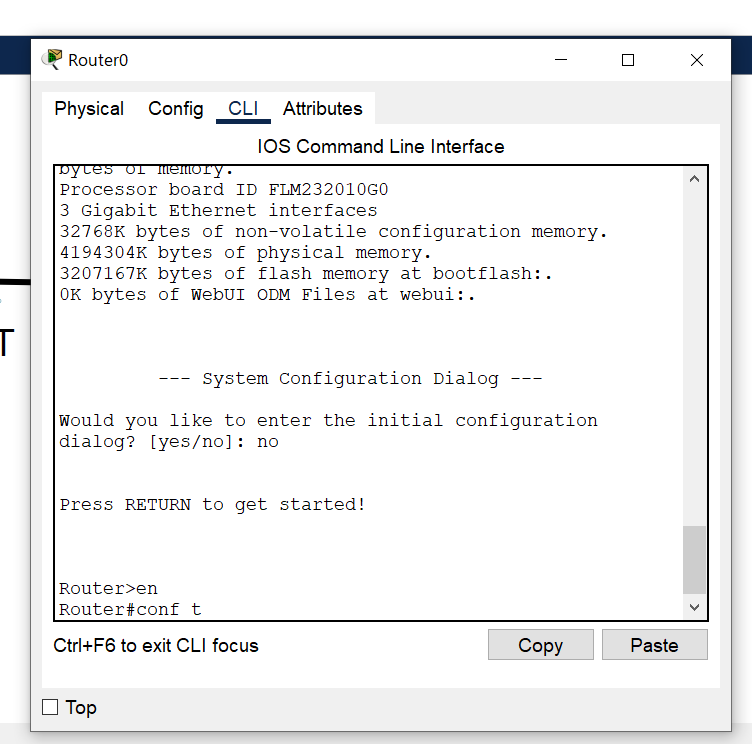 Router0
Physical Config CLI Attributes
IOS Command Line Interface
bytes of memory.
Processor board ID FLM232010G0
3 Gigabit Ethernet interfaces
32768K bytes of non-volatile configuration memory.
4194304K bytes of physical memory.
3207167K bytes of flash memory at bootflash:.
0K bytes of WebUI ODM Files at webui:.
--- System Configuration Dialog ---
Would you like to enter the initial configuration
dialog? [yes/no]: no
Press RETURN to get started!
Router>en
Router#conf t
Ctrl+F6 to exit CLI focus
Copy
Paste
Top
T